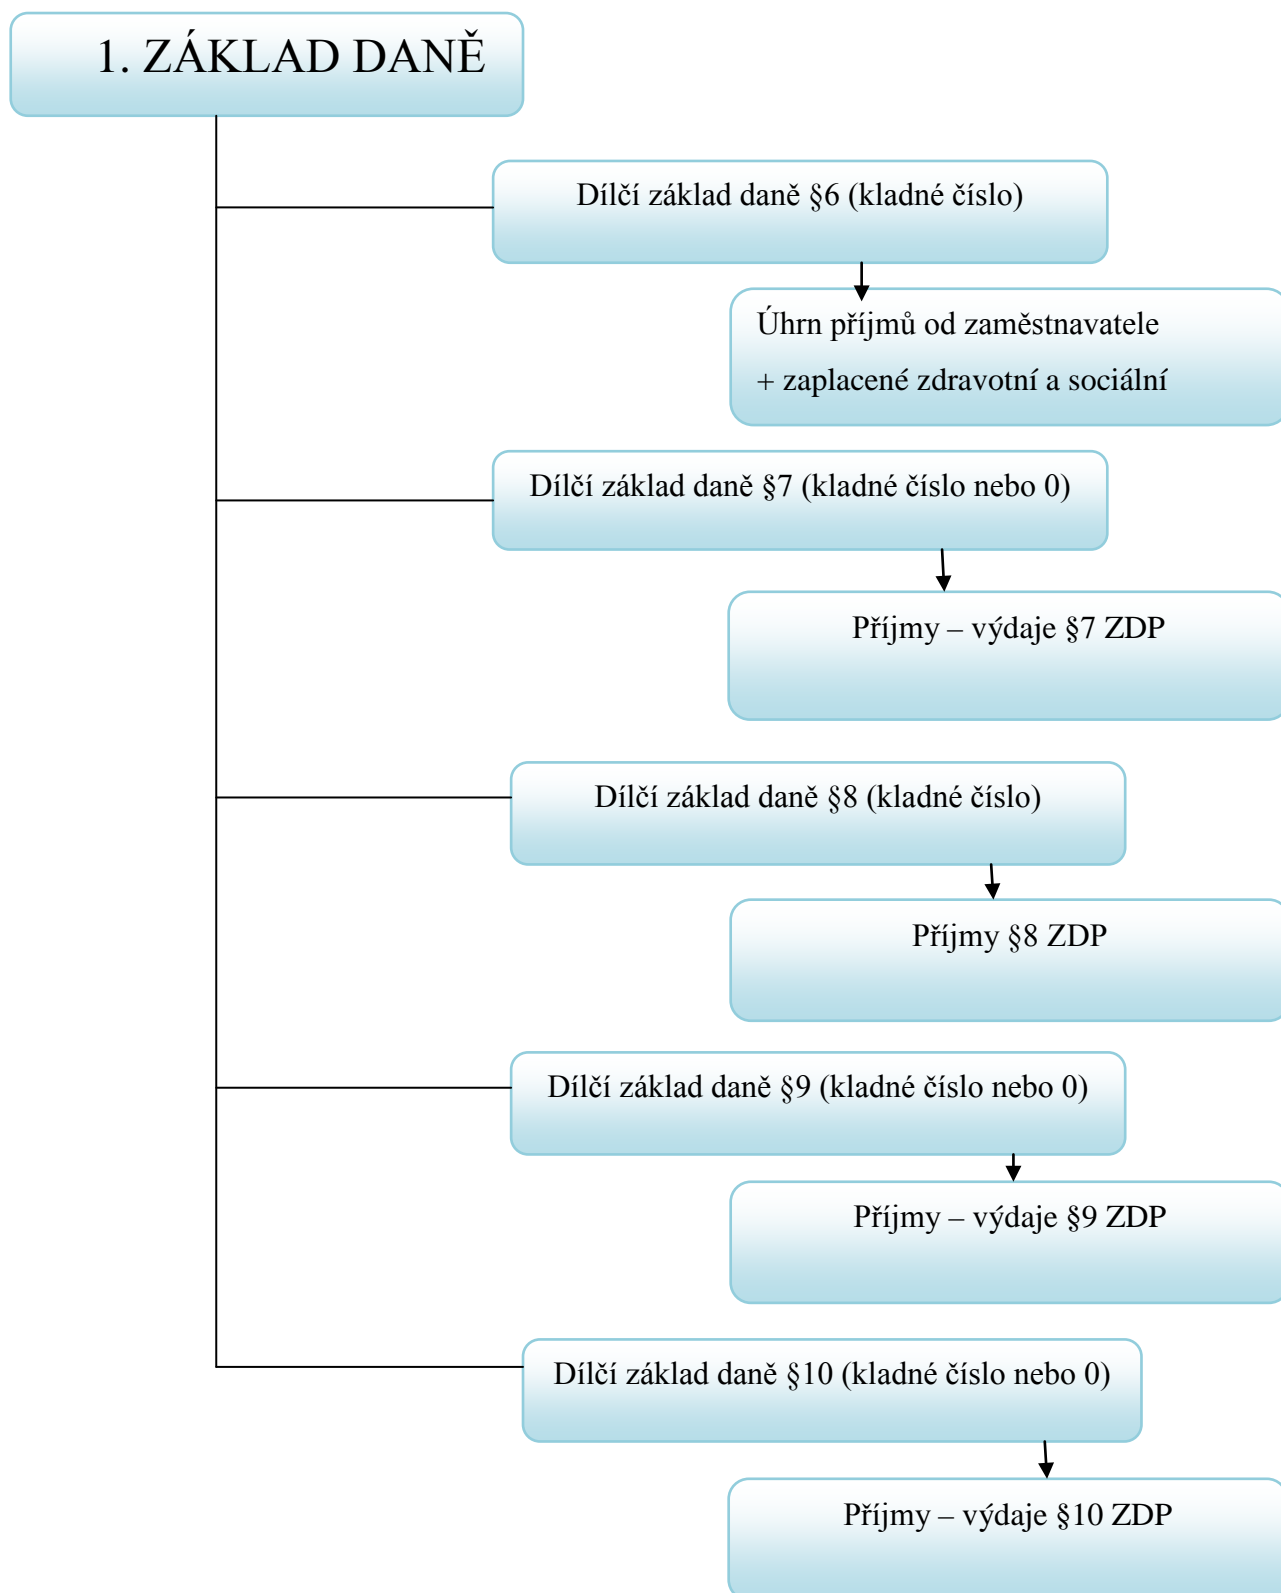 1. ZÁKLAD DANĚ
Dílčí základ daně §6 (kladné číslo)
Úhrn příjmů od zaměstnavatele
+ zaplacené zdravotní a sociální
Dílčí základ daně §7 (kladné číslo nebo 0)
Příjmy – výdaje §7 ZDP
Dílčí základ daně §8 (kladné číslo)
Příjmy §8 ZDP
Dílčí základ daně §9 (kladné číslo nebo 0)
Příjmy – výdaje §9 ZDP
Dílčí základ daně §10 (kladné číslo nebo 0)
Příjmy – výdaje §10 ZDP